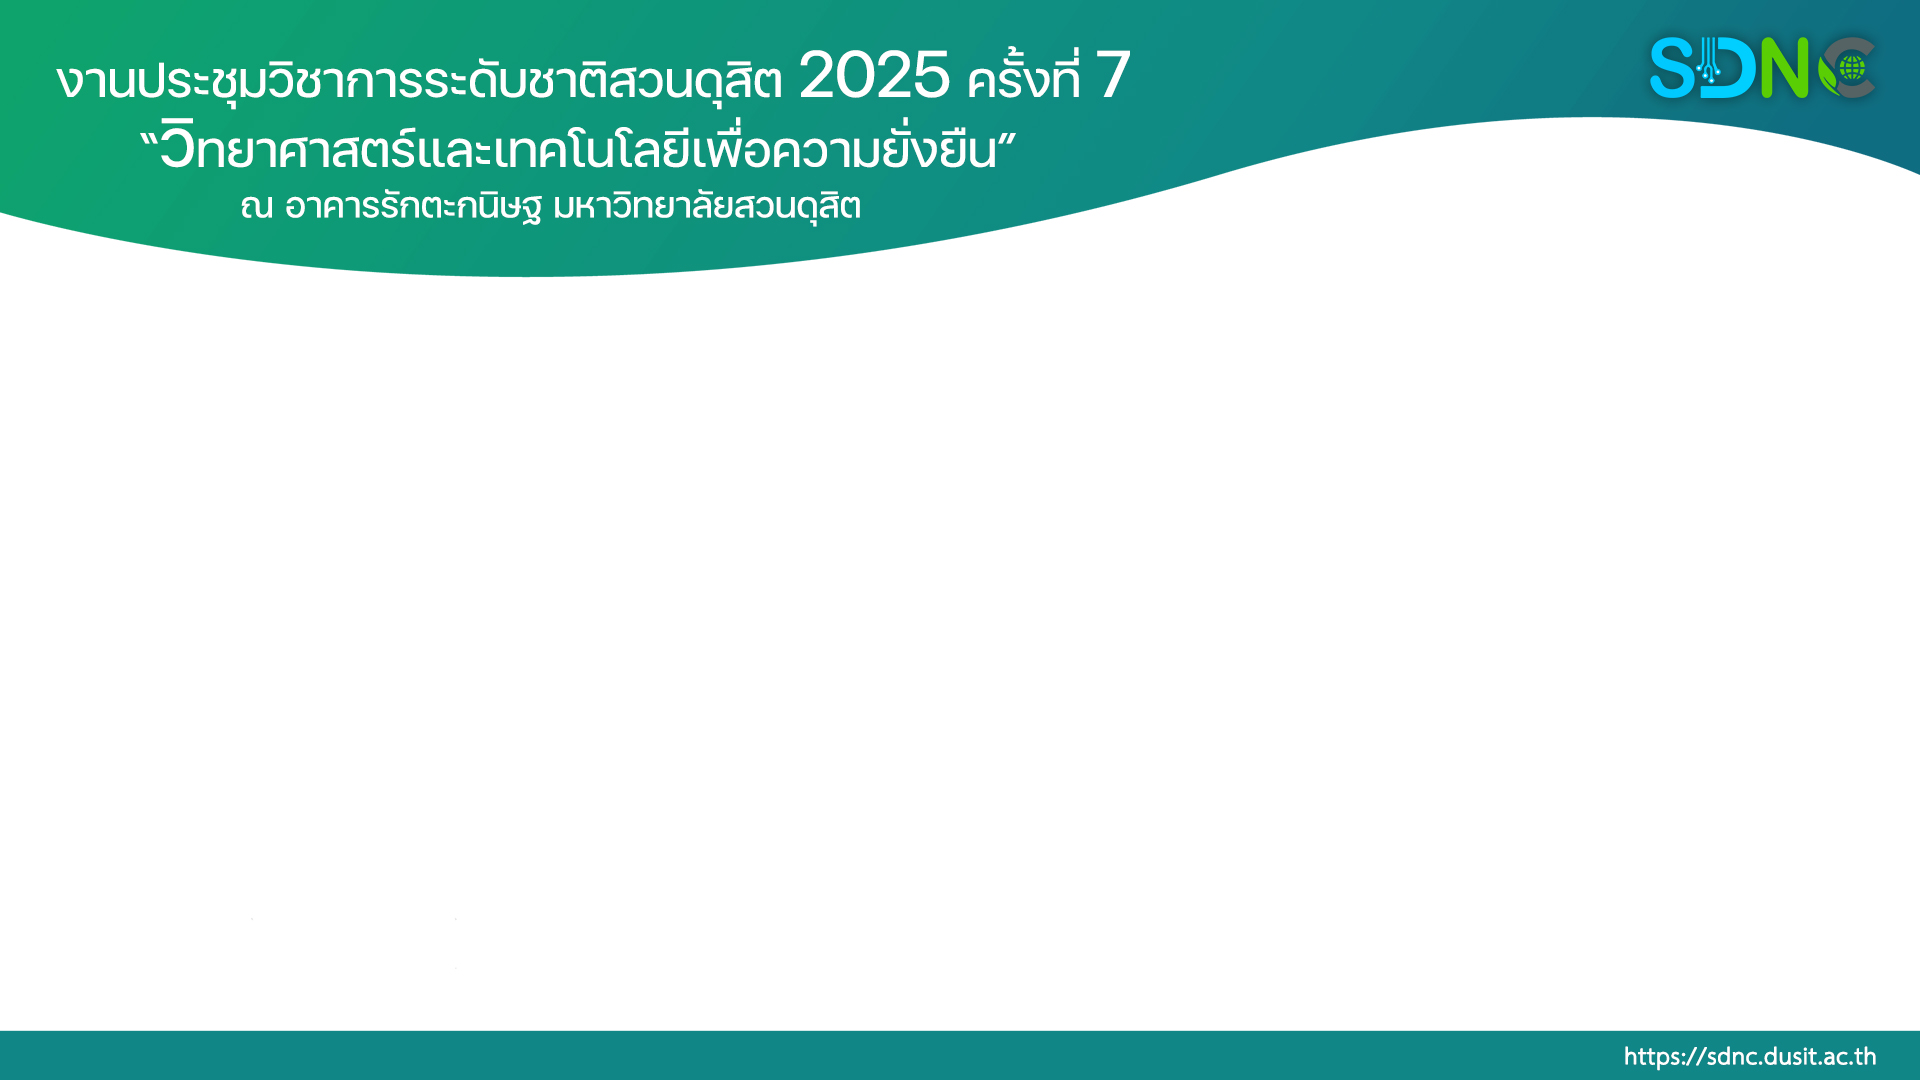 งานประชุมวิชาการระดับชาติสวนดุสิต 2025 ครั้งที่ 7
SDNC
“วิทยาศาสตร์และเทคโนโลยีเพื่อความยั่งยืน”
ณ อาคารรักตะกนิษฐ มหาวิทยาลัยสวนดุสิต
https://sdnc.dusit.ac.th